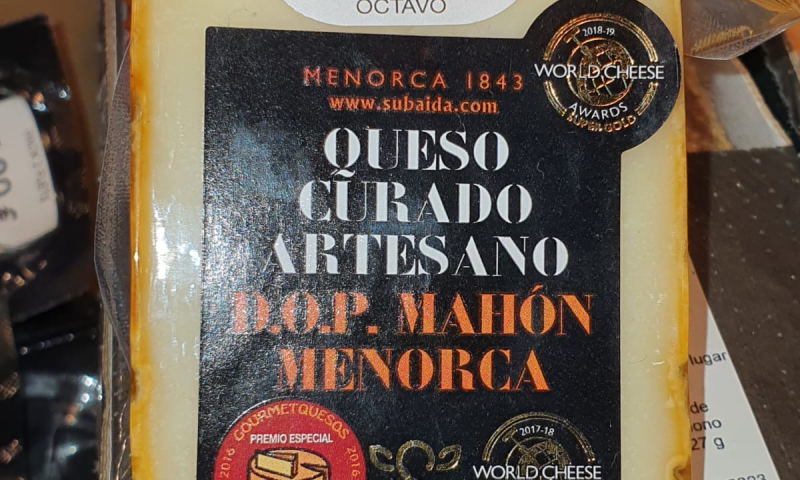 OCTAVO
2018-19
WORLD CHEESE
AWARDS
SUPER GOLD
MENORCA 1843
www.subaida.com
QUESO
CURADO
ARTESANO
D.O.P. MAHÓN
MENORCA
GOURMETQUESOS
PREMIO ESPECIAL
2016
2016
2017-18
WORLD CHEESE
lugar
de
27 g